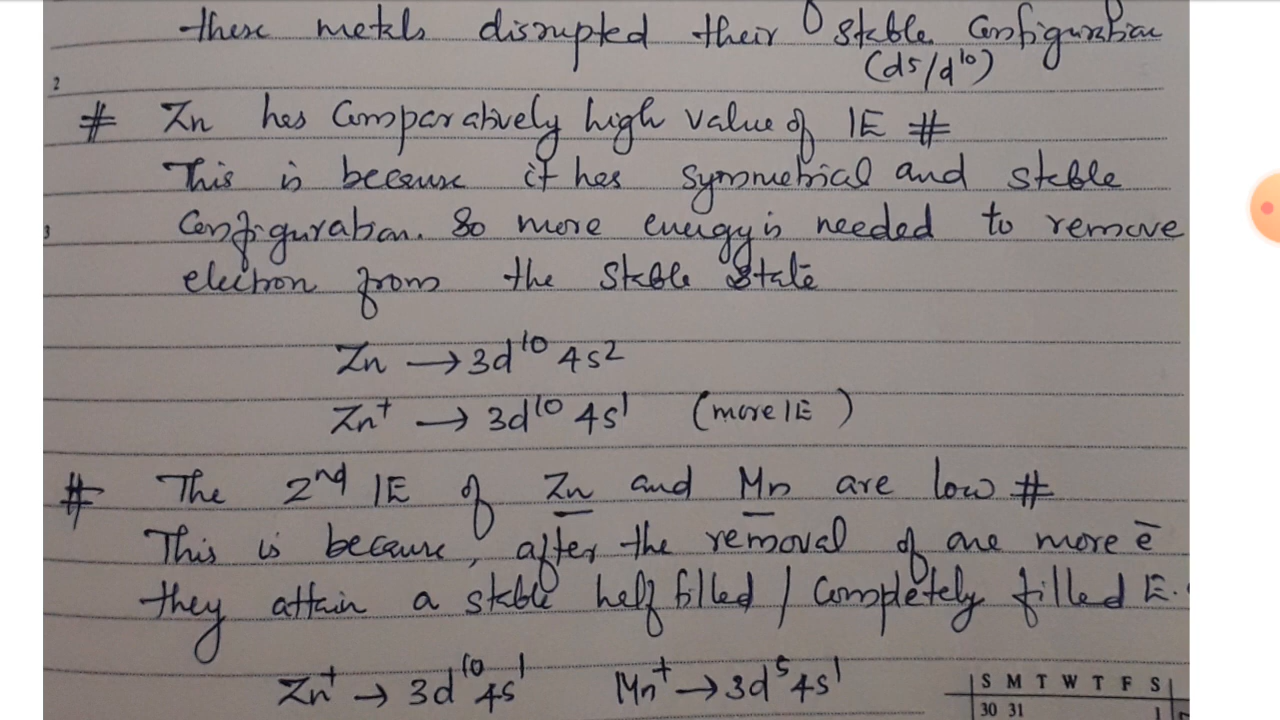 these metals disrupted their stable configuration
(d5/d¹⁰)
2
# Zn has comparatively high value of IE #
This is because it has symmetrical and stable
3
configuration. So more energy is needed to remove
electron from the stable state
Zn → 3d¹⁰ 4s2
Zn⁺ → 3d¹⁰ 4s¹ (more IE)
# The 2nd IE of Zn and Mn are low #
This is because, after the removal of one more ē
they attain a stable half filled / completely filled E.
Zn⁺ → 3d¹⁰ 4s¹ Mn⁺ → 3d⁵ 4s¹
S M T W T F S
30 31 1